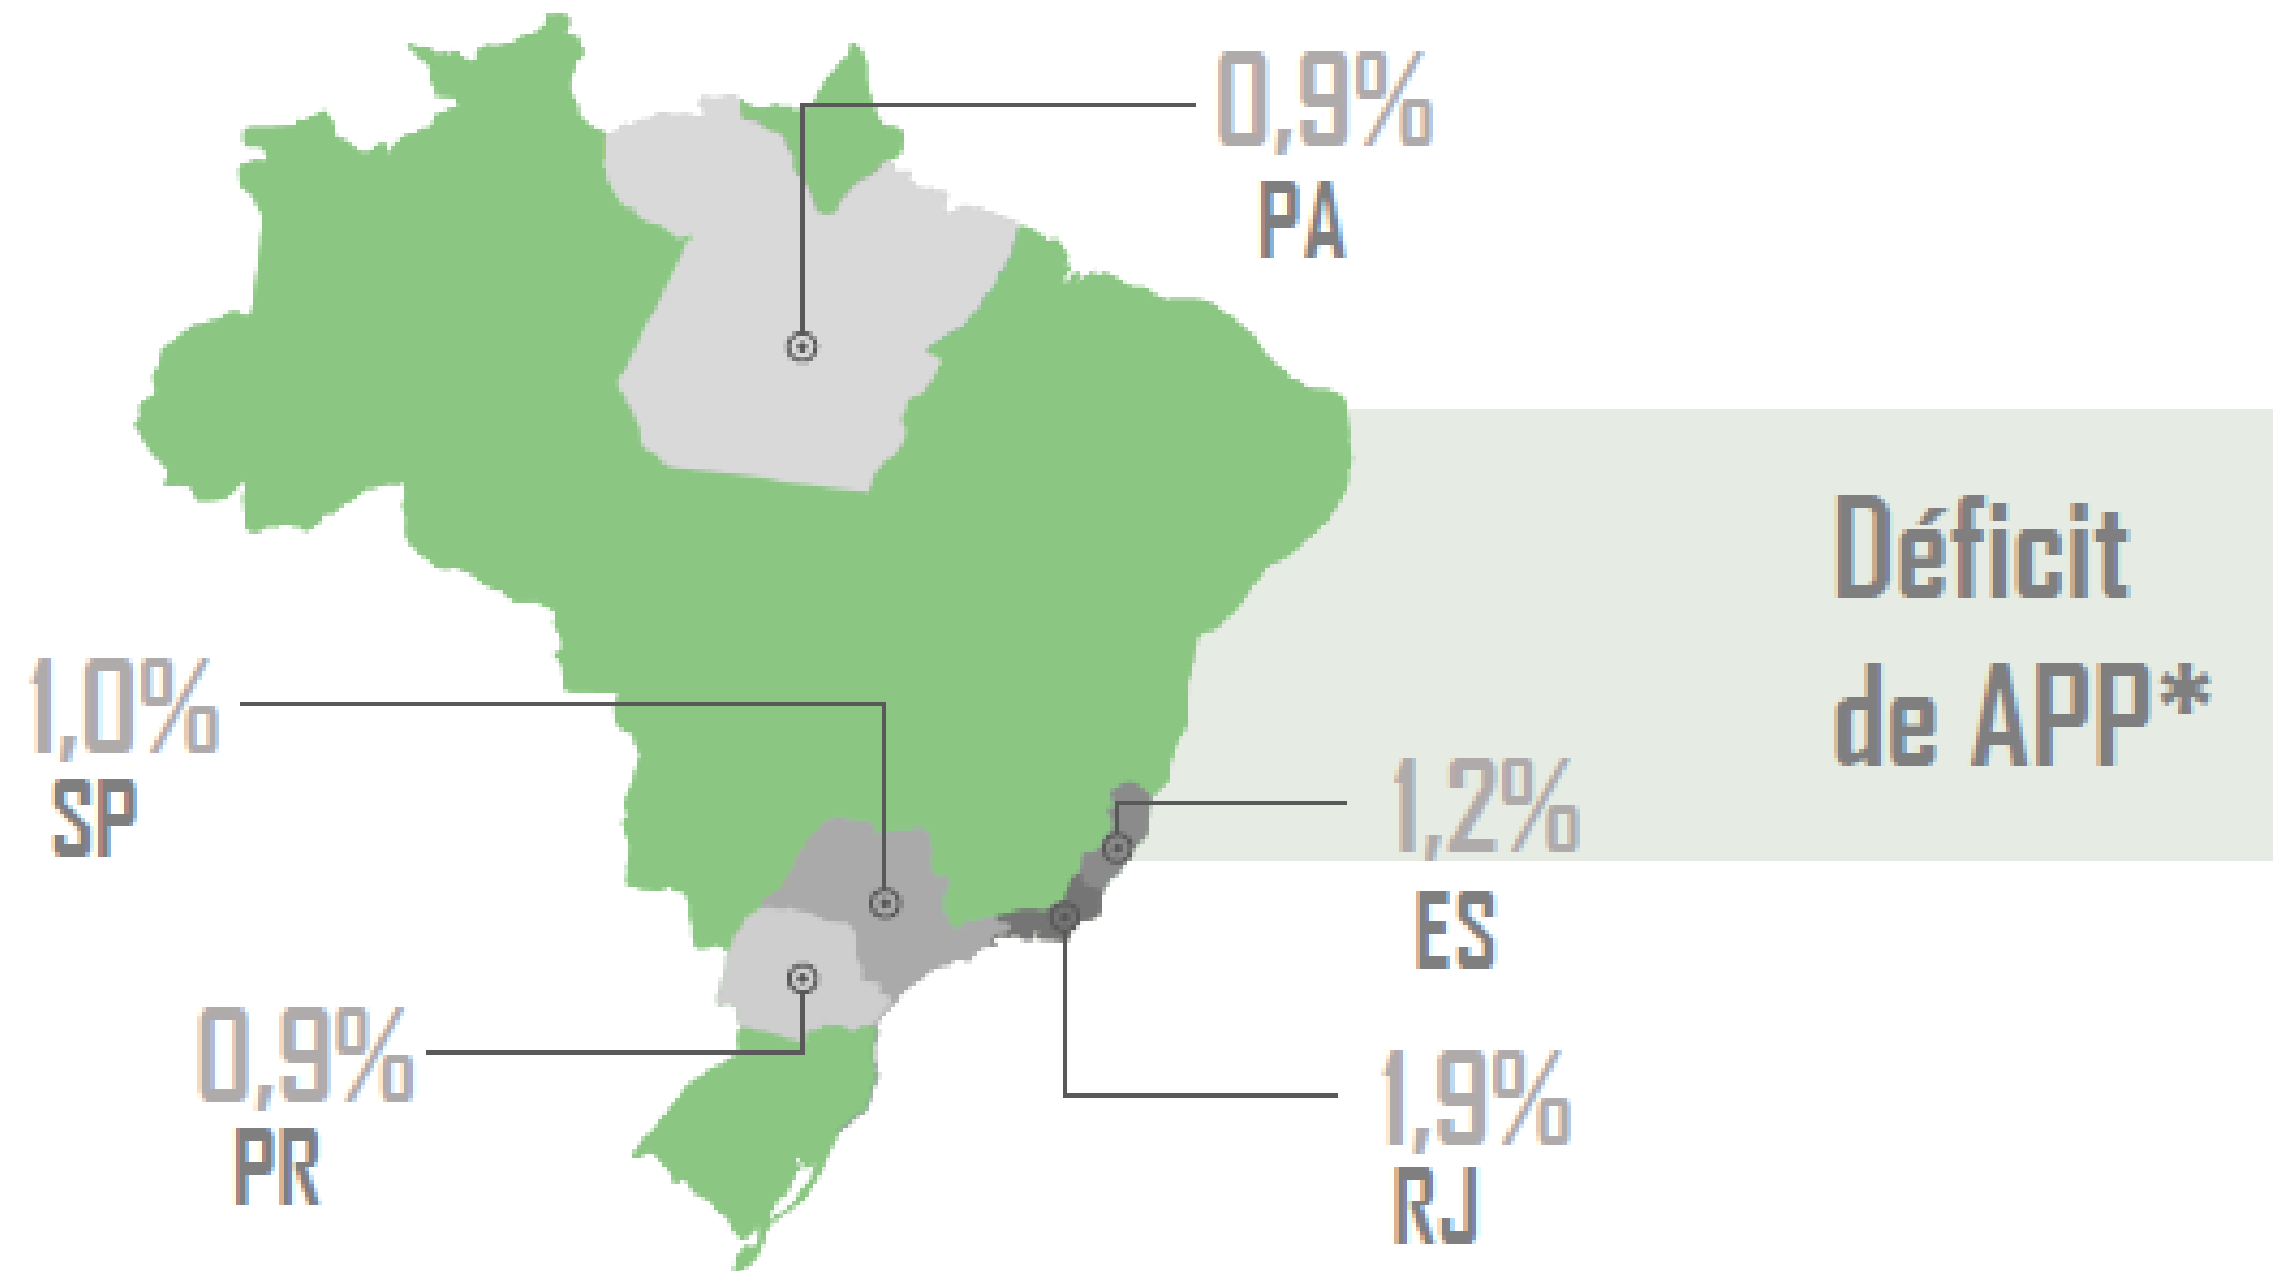 0,9%
PA
Déficit
de APP*
1,0%
SP
1,2%
ES
0,9%
PR
1,9%
RJ